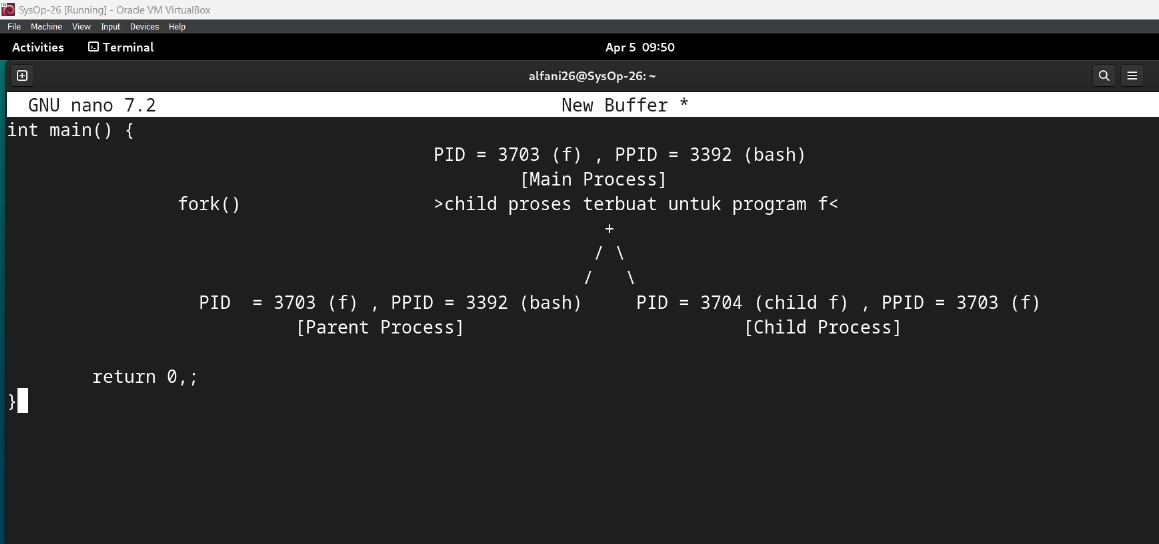 SysOp-26 [Running] - Oracle VM VirtualBox
File Machine View Input Devices Help
Activities Terminal Apr 5 09:50
alfani26@SysOp-26: ~
GNU nano 7.2 New Buffer *
int main() {
PID = 3703 (f) , PPID = 3392 (bash)
[Main Process]
fork() >child proses terbuat untuk program f<
+
/ \
/ \
PID = 3703 (f) , PPID = 3392 (bash) PID = 3704 (child f) , PPID = 3703 (f)
[Parent Process] [Child Process]
return 0,;
}